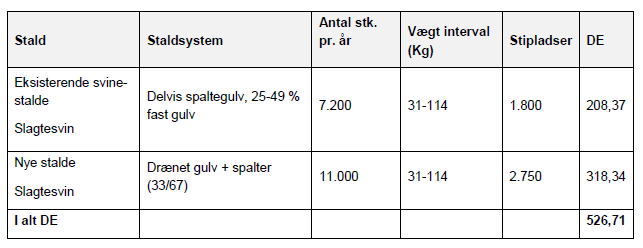 Stald Staldsystem Antal stk. pr. år Vægt interval (Kg) Stipladser DE
Eksisterende svine-
stalde
Slagtesvin
Delvis spaltegulv, 25-49 %
fast gulv
7.200 31-114 1.800 208,37
Nye stalde
Slagtesvin
Drænet gulv + spalter
(33/67)
11.000 31-114 2.750 318,34
I alt DE 526,71